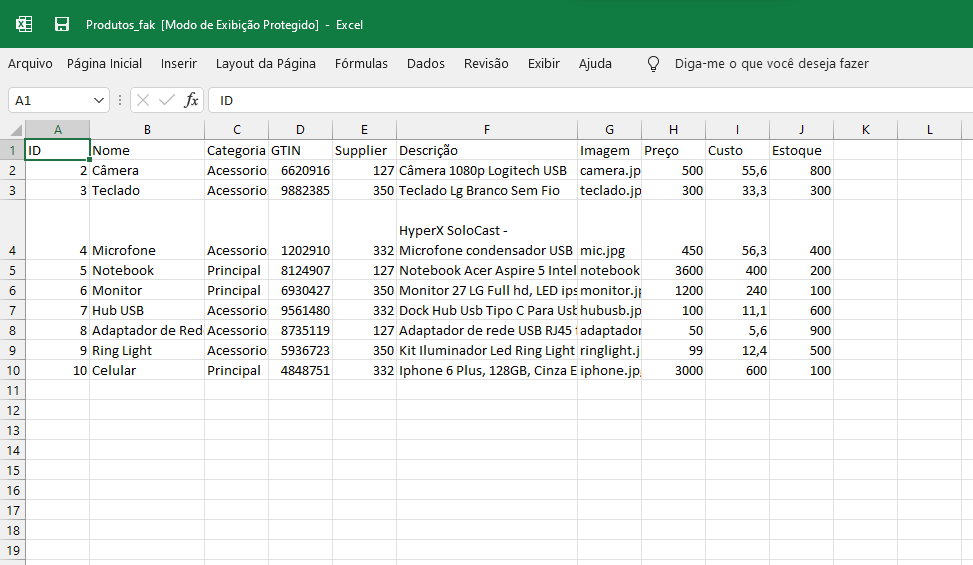 Produtos_fak [Modo de Exibição Protegido] - Excel
Arquivo Página Inicial Inserir Layout da Página Fórmulas Dados Revisão Exibir Ajuda Diga-me o que você deseja fazer
A1 fx ID
A B C D E F G H I J K L
1 ID Nome Categoria GTIN Supplier Descrição Imagem Preço Custo Estoque
2 2 Câmera Acessorio 6620916 127 Câmera 1080p Logitech USB camera.jp 500 55,6 800
3 3 Teclado Acessorio 9882385 350 Teclado Lg Branco Sem Fio teclado.jp 300 33,3 300
HyperX SoloCast -
4 4 Microfone Acessorio 1202910 332 Microfone condensador USB mic.jpg 450 56,3 400
5 5 Notebook Principal 8124907 127 Notebook Acer Aspire 5 Intel notebook 3600 400 200
6 6 Monitor Principal 6930427 350 Monitor 27 LG Full hd, LED ips monitor.jp 1200 240 100
7 7 Hub USB Acessorio 9561480 332 Dock Hub Usb Tipo C Para Usb hubusb.jp 100 11,1 600
8 8 Adaptador de Red Acessorio 8735119 127 Adaptador de rede USB RJ45 adaptador 50 5,6 900
9 9 Ring Light Acessorio 5936723 350 Kit Iluminador Led Ring Light ringlight.j 99 12,4 500
10 10 Celular Principal 4848751 332 Iphone 6 Plus, 128GB, Cinza E iphone.jp 3000 600 100
11
12
13
14
15
16
17
18
19